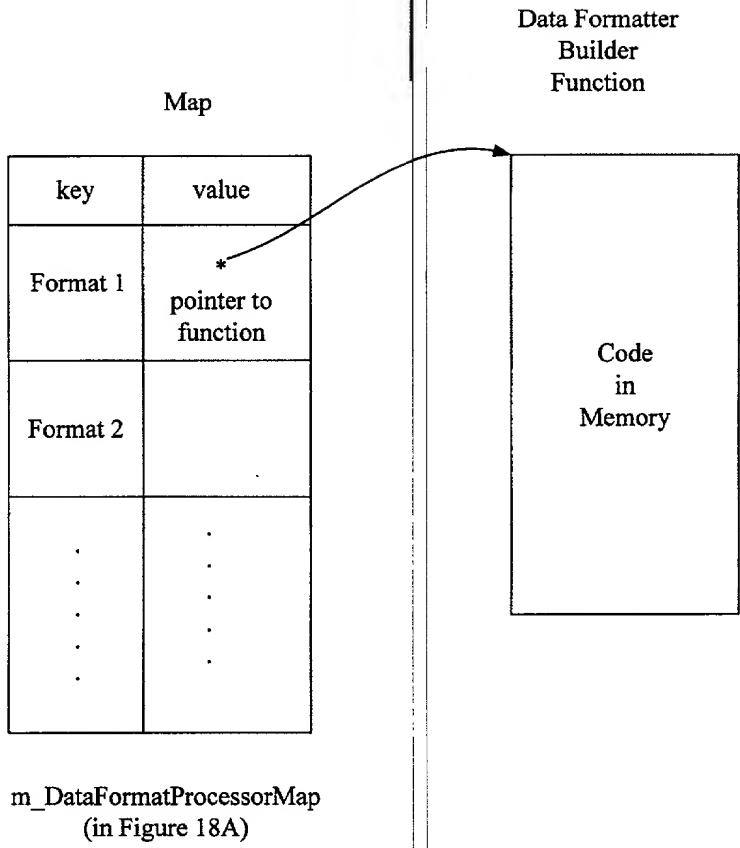 Data Formatter
Builder
Function
Map
key value
Format 1
*
pointer to
function
Format 2
Code
in
Memory
m_DataFormatProcessorMap
(in Figure 18A)